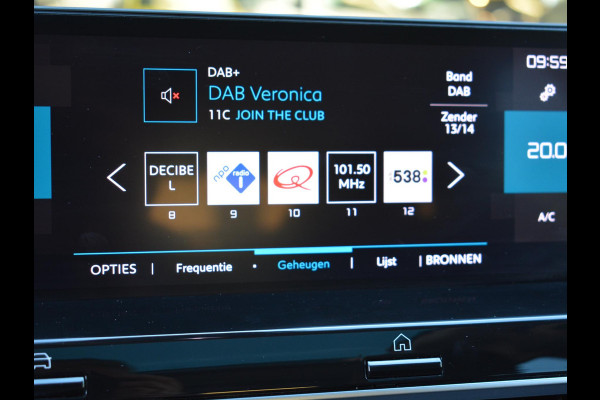 DAB+
DAB Veronica
11C JOIN THE CLUB
Band
DAB
Zender
13/14
09:59
20.0
A/C
DECIBE
L
8
npo
radio
1
9
10
101.50
MHz
11
538
12
OPTIES | Frequentie • Geheugen | Lijst | BRONNEN